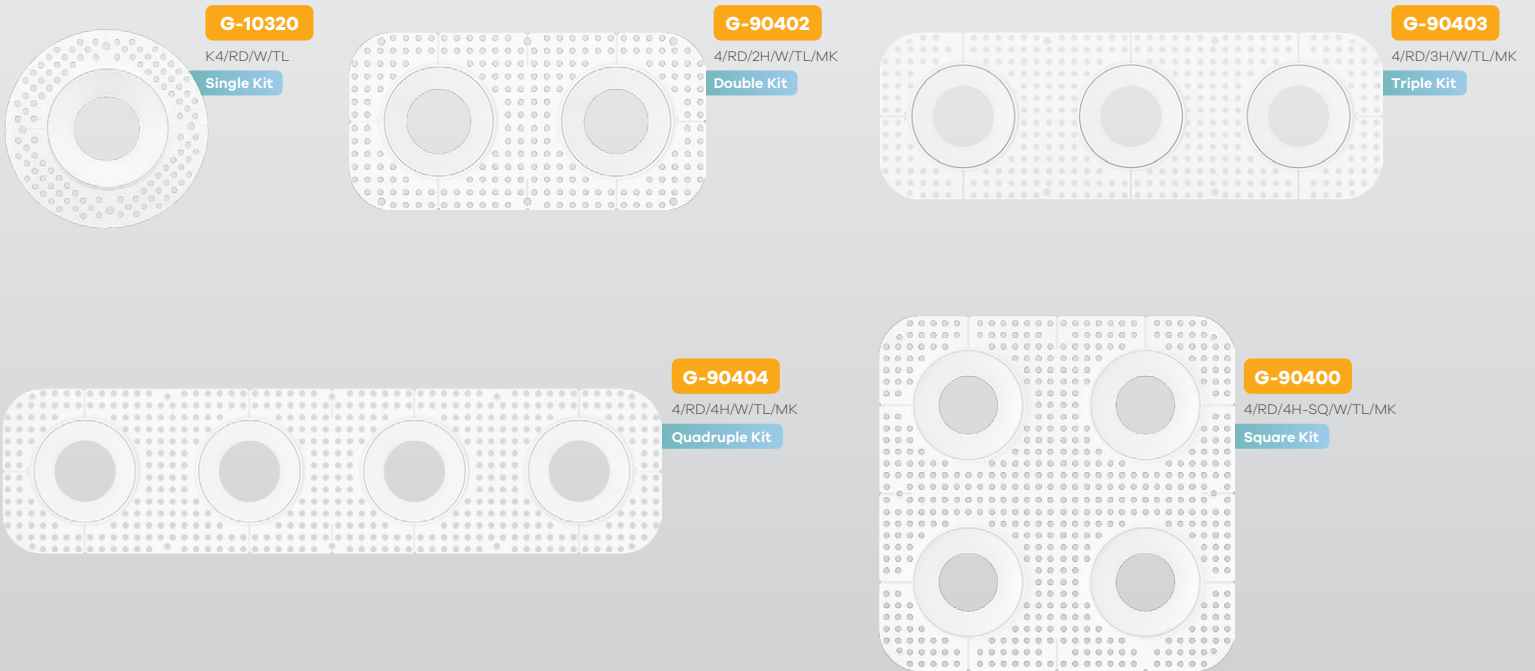 G-10320
K4/RD/W/TL
Single Kit
G-90402
4/RD/2H/W/TL/MK
Double Kit
G-90403
4/RD/3H/W/TL/MK
Triple Kit
G-90404
4/RD/4H/W/TL/MK
Quadruple Kit
G-90400
4/RD/4H-SQ/W/TL/MK
Square Kit